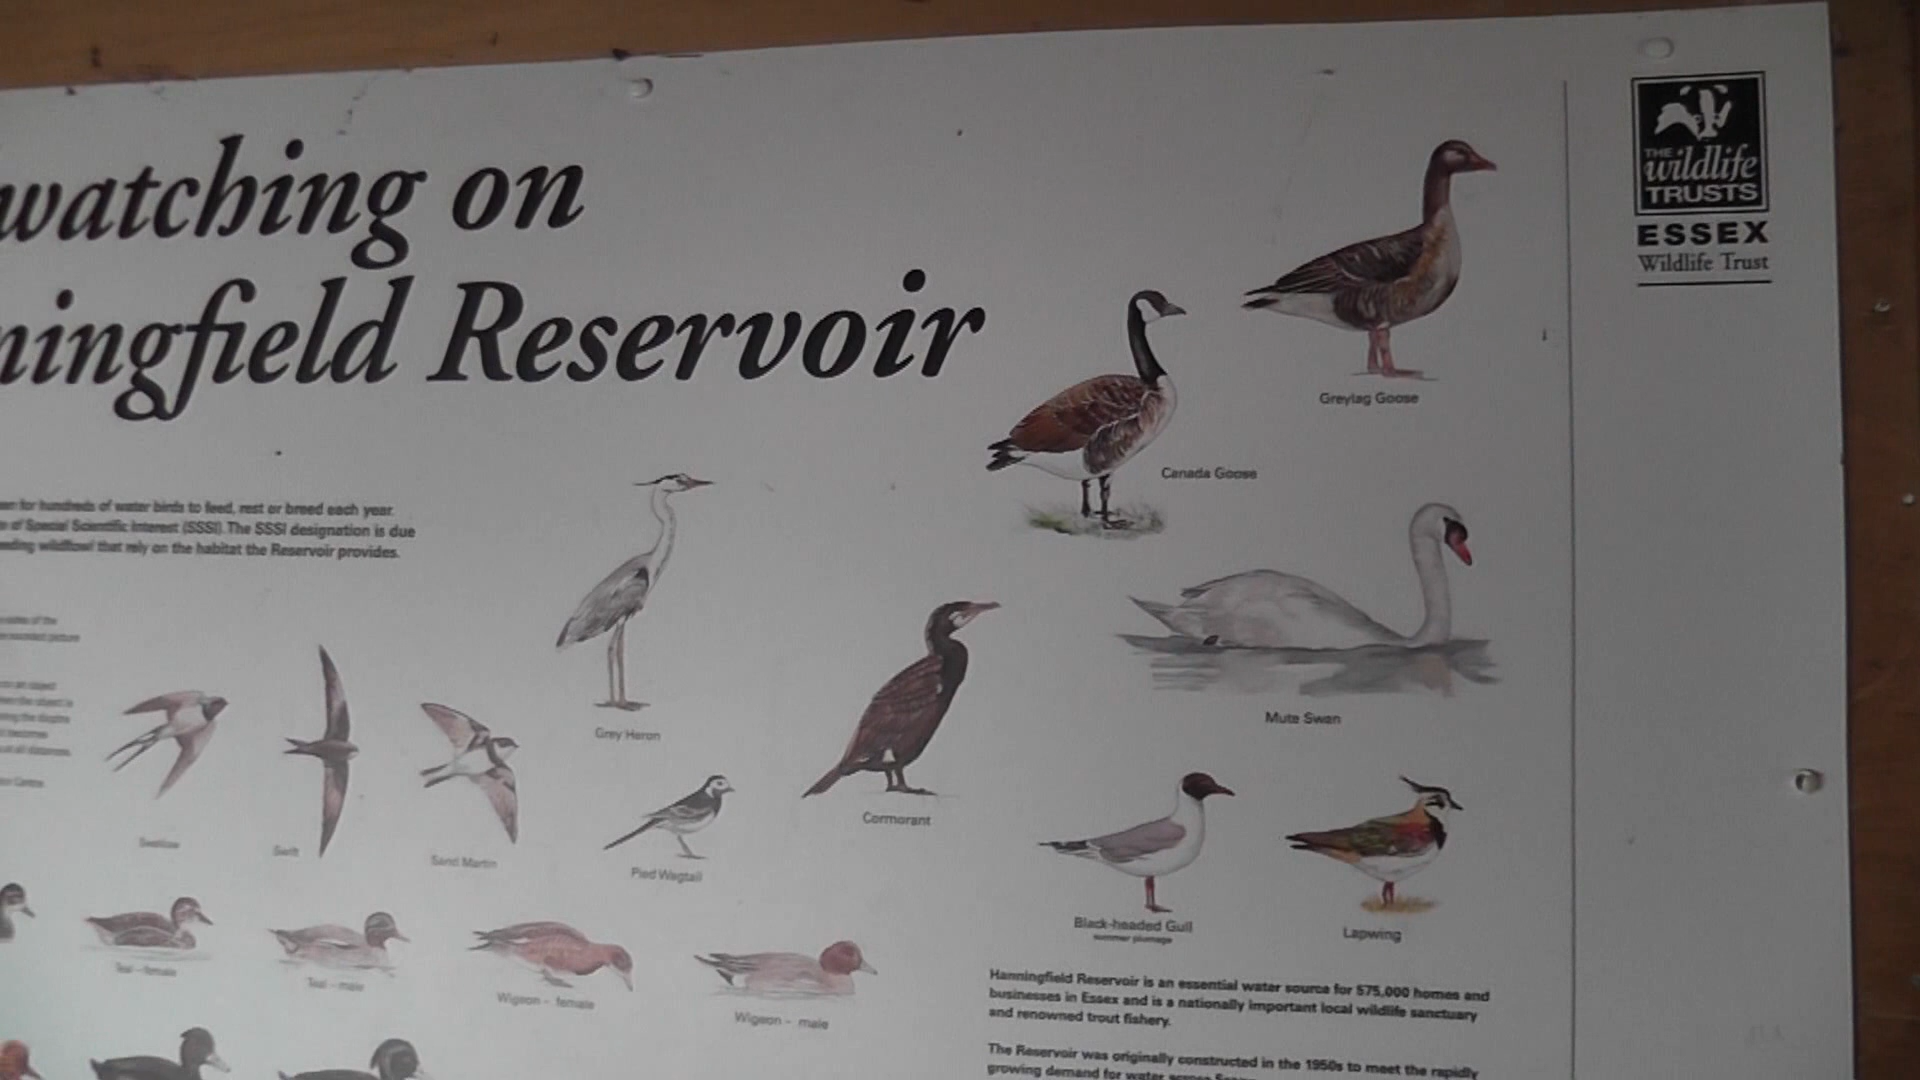 watching on
ningfield Reservoir
THE
wildlife
TRUSTS
ESSEX
Wildlife Trust
Greylag Goose
Canada Goose
for hundreds of water birds to feed, rest or breed each year.
of Special Scientific Interest (SSSI). The SSSI designation is due
wildfowl that rely on the habitat the Reservoir provides.
Mute Swan
Grey Heron
Cormorant
Swallow
Swift
Sand Martin
Pied Wagtail
Black-headed Gull
summer plumage
Lapwing
Teal - female
Teal - male
Wigeon - female
Wigeon - male
Hanningfield Reservoir is an essential water source for 575,000 homes and
businesses in Essex and is a nationally important local wildlife sanctuary
and renowned trout fishery.
The Reservoir was originally constructed in the 1950s to meet the rapidly
growing demand for water across